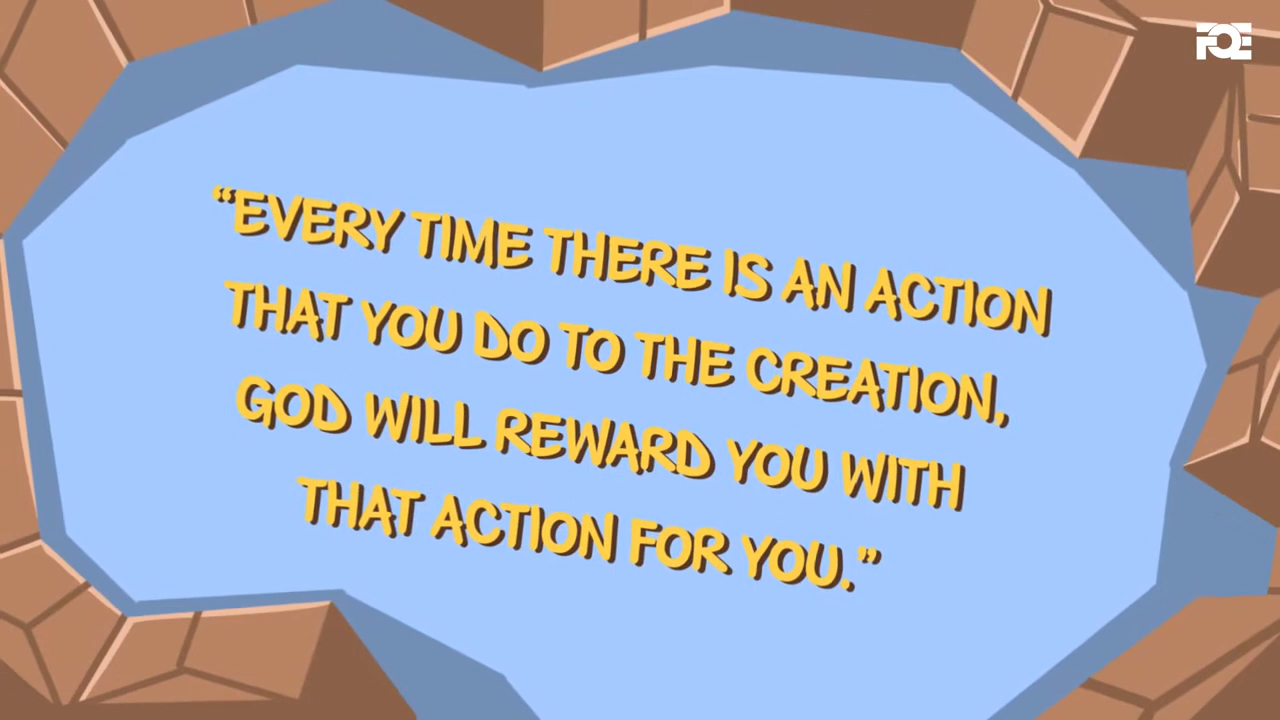 FQE
“EVERY TIME THERE IS AN ACTION
THAT YOU DO TO THE CREATION,
GOD WILL REWARD YOU WITH
THAT ACTION FOR YOU.”